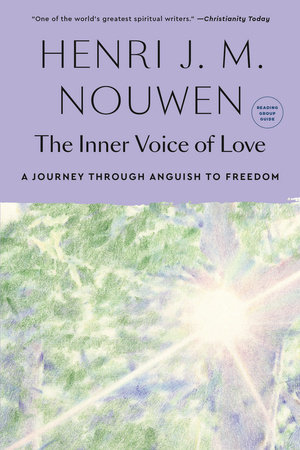 "One of the world's greatest spiritual writers." —Christianity Today
HENRI J. M.
NOUWEN
READING
GROUP
GUIDE
The Inner Voice of Love
A JOURNEY THROUGH ANGUISH TO FREEDOM